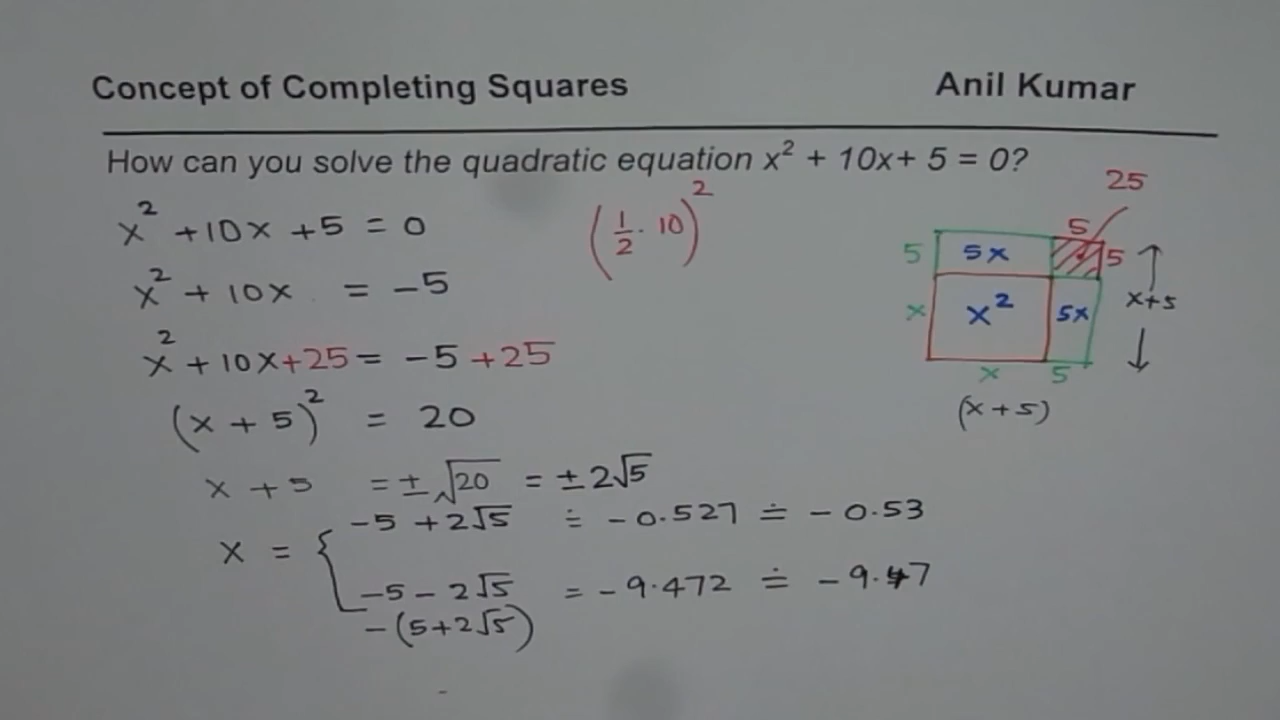 Concept of Completing Squares
Anil Kumar
How can you solve the quadratic equation x² + 10x+ 5 = 0?
x² +10x +5 = 0
x² + 10x = -5
x² + 10x +25 = -5 +25
(x + 5)² = 20
x + 5 = ± √20 = ± 2√5
x = { -5 + 2√5 ≐ -0.527 ≐ -0.53
-5 - 2√5 = -9.472 ≐ -9.47
-(5+2√5)
(1/2 · 10)²
25
5
5 5x 5
x x² 5x x+5
x 5
(x+5)